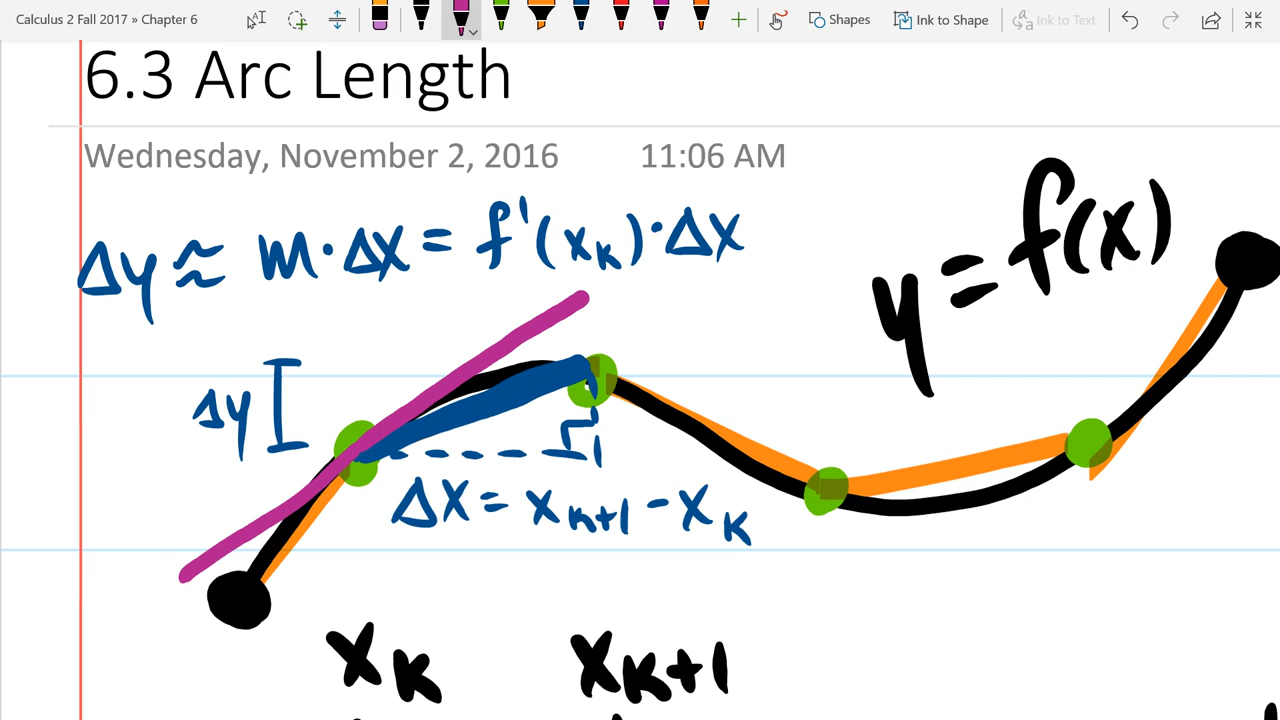 Calculus 2 Fall 2017 » Chapter 6
Shapes
Ink to Shape
Ink to Text
6.3 Arc Length
Wednesday, November 2, 2016 11:06 AM
Δy ≈ m·Δx = f'(xₖ)·Δx
y = f(x)
Δy
Δx = xₖ₊₁ - xₖ
xₖ xₖ₊₁